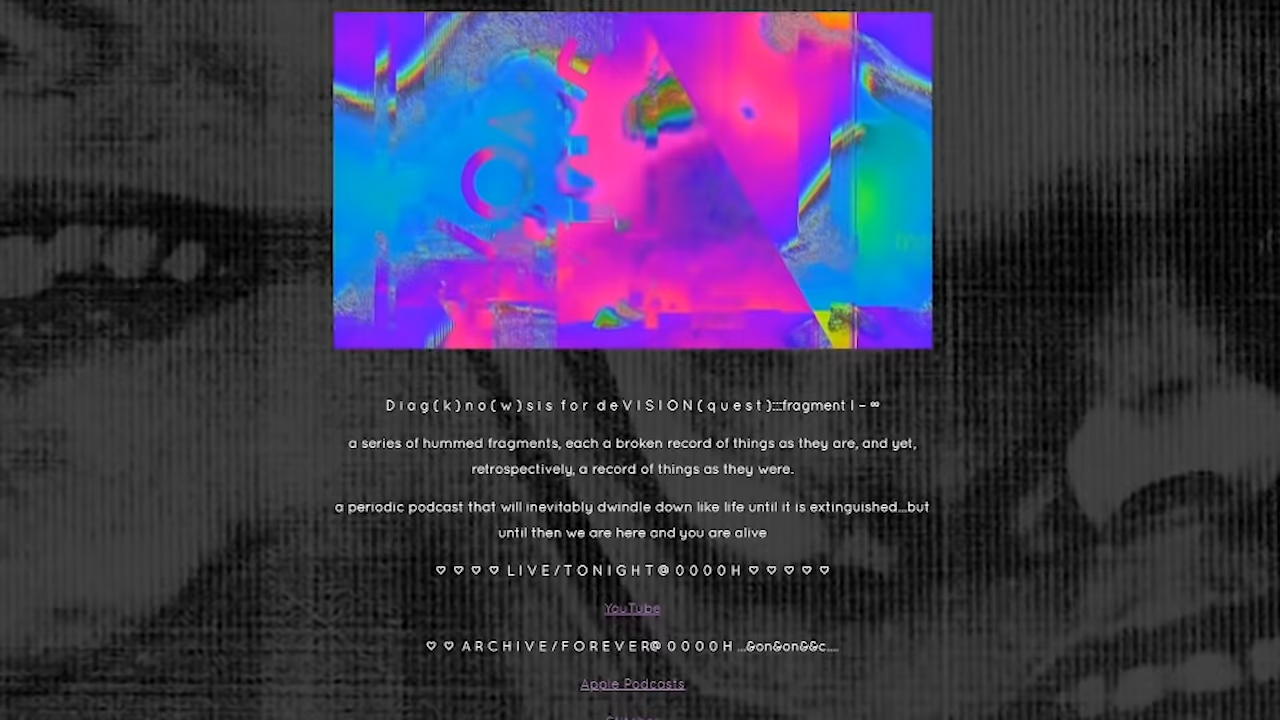 D i a g ( k ) n o ( w ) s i s f o r d e V I S I O N ( q u e s t ):::fragment I - ∞
a series of hummed fragments, each a broken record of things as they are, and yet,
retrospectively, a record of things as they were.
a periodic podcast that will inevitably dwindle down like life until it is extinguished...but
until then we are here and you are alive
♡ ♡ ♡ ♡ L I V E / T O N I G H T @ 0 0 0 0 H ♡ ♡ ♡ ♡ ♡
YouTube
♡ ♡ A R C H I V E / F O R E V E R@ 0 0 0 0 H ...&on&on&&c....
Apple Podcasts